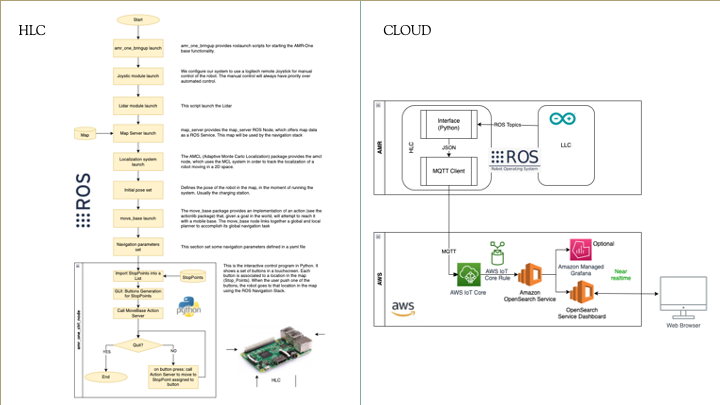 HLC
Start
amr_one_bringup launch
amr_one_bringup provides roslaunch scripts for starting the AMR-One
base functionality.
Joystic module launch
We configure our system to use a logitech remote Joystick for manual
control of the robot. The manual control will always have priority over
automated control.
Lidar module launch
This script launch the Lidar
Map
Map Server launch
map_server provides the map_server ROS Node, which offers map data
as a ROS Service. This map will be used by the navigation stack
Localization system
launch
The AMCL (Adaptive Monte Carlo Localization) package provides the amcl
node, which uses the MCL system in order to track the localization of a
robot moving in a 2D space.
Initial pose set
Defines the pose of the robot in the map, in the moment of running the
system. Usually the charging station.
move_base launch
The move_base package provides an implementation of an action (see the
actionlib package) that, given a goal in the world, will attempt to reach it
with a mobile base. The move_base node links together a global and local
planner to accomplish its global navigation task
Navigation parameters
set
This section set some navigation parameters defined in a yaml file
ROS
amr_one_ctrl_node
Import StopPoints into a
List
StopPoints
GUI: Buttons Generation
for StopPoints
Call MoveBase Action
Server
python
This is the interactive control program in Python. It
shows a set of buttons in a touchscreen. Each
button is associated to a location in the map
(Stop_Points). When the user push one of the
buttons, the robot goes to that location in the map
using the ROS Navigation Stack.
Quit?
YES
NO
End
on button press: call
Action Server to move to
StopPoint assigned to
button
HLC
CLOUD
AMR
HLC
Interface
(Python)
JSON
MQTT Client
ROS Topics
ROS
Robot Operating System
LLC
MQTT
AWS
aws
AWS IoT Core
AWS IoT
Core Rule
Amazon
OpenSearch Service
Optional
Amazon Managed
Grafana
OpenSearch
Service Dashboard
Near
realtime
Web Browser